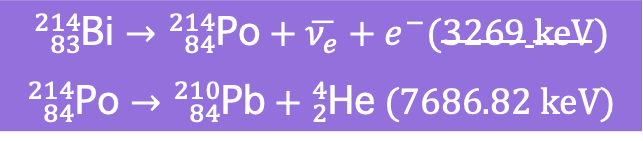 ²¹⁴₈₃Bi → ²¹⁴₈₄Po + ν̅ₑ + e⁻(3269 keV)
²¹⁴₈₄Po → ²¹⁰₈₄Pb + ⁴₂He (7686.82 keV)